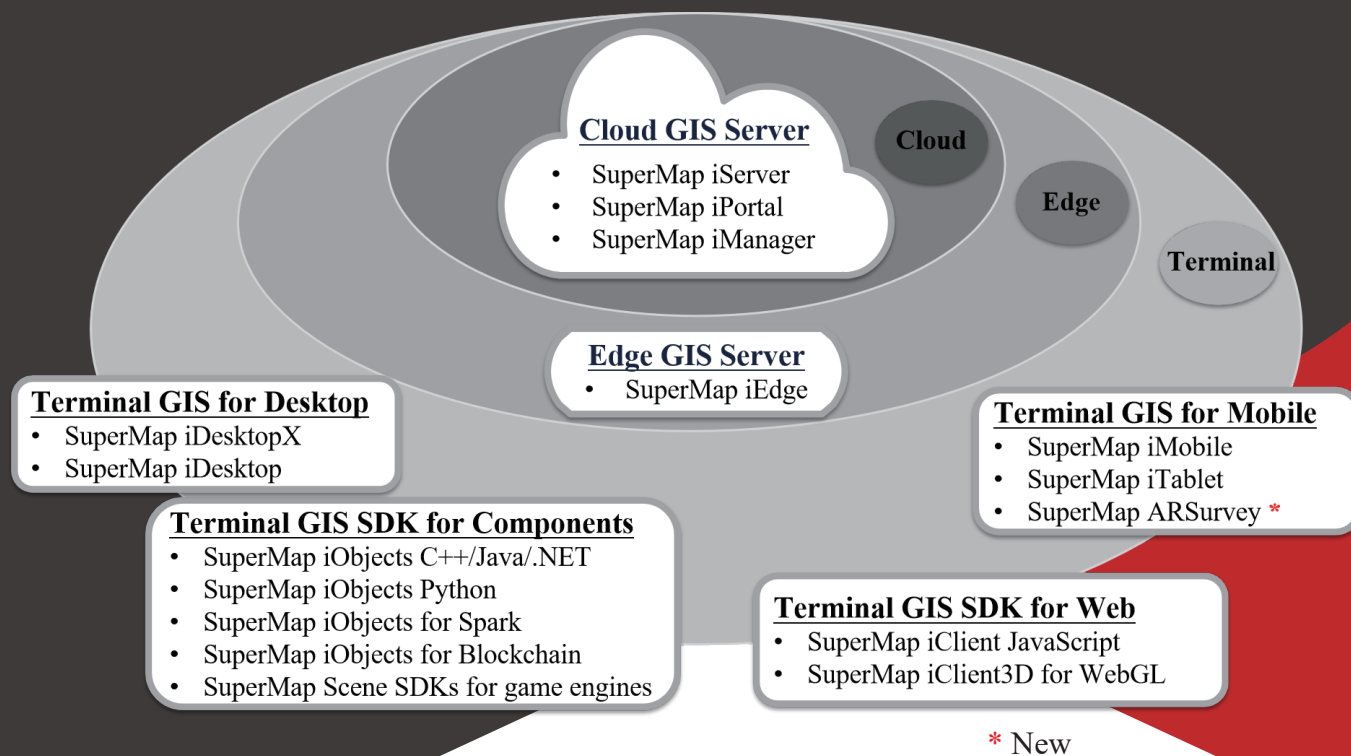 Cloud GIS Server
• SuperMap iServer
• SuperMap iPortal
• SuperMap iManager
Cloud
Edge
Terminal
Edge GIS Server
• SuperMap iEdge
Terminal GIS for Desktop
• SuperMap iDesktopX
• SuperMap iDesktop
Terminal GIS for Mobile
• SuperMap iMobile
• SuperMap iTablet
• SuperMap ARSurvey *
Terminal GIS SDK for Components
• SuperMap iObjects C++/Java/.NET
• SuperMap iObjects Python
• SuperMap iObjects for Spark
• SuperMap iObjects for Blockchain
• SuperMap Scene SDKs for game engines
Terminal GIS SDK for Web
• SuperMap iClient JavaScript
• SuperMap iClient3D for WebGL
* New